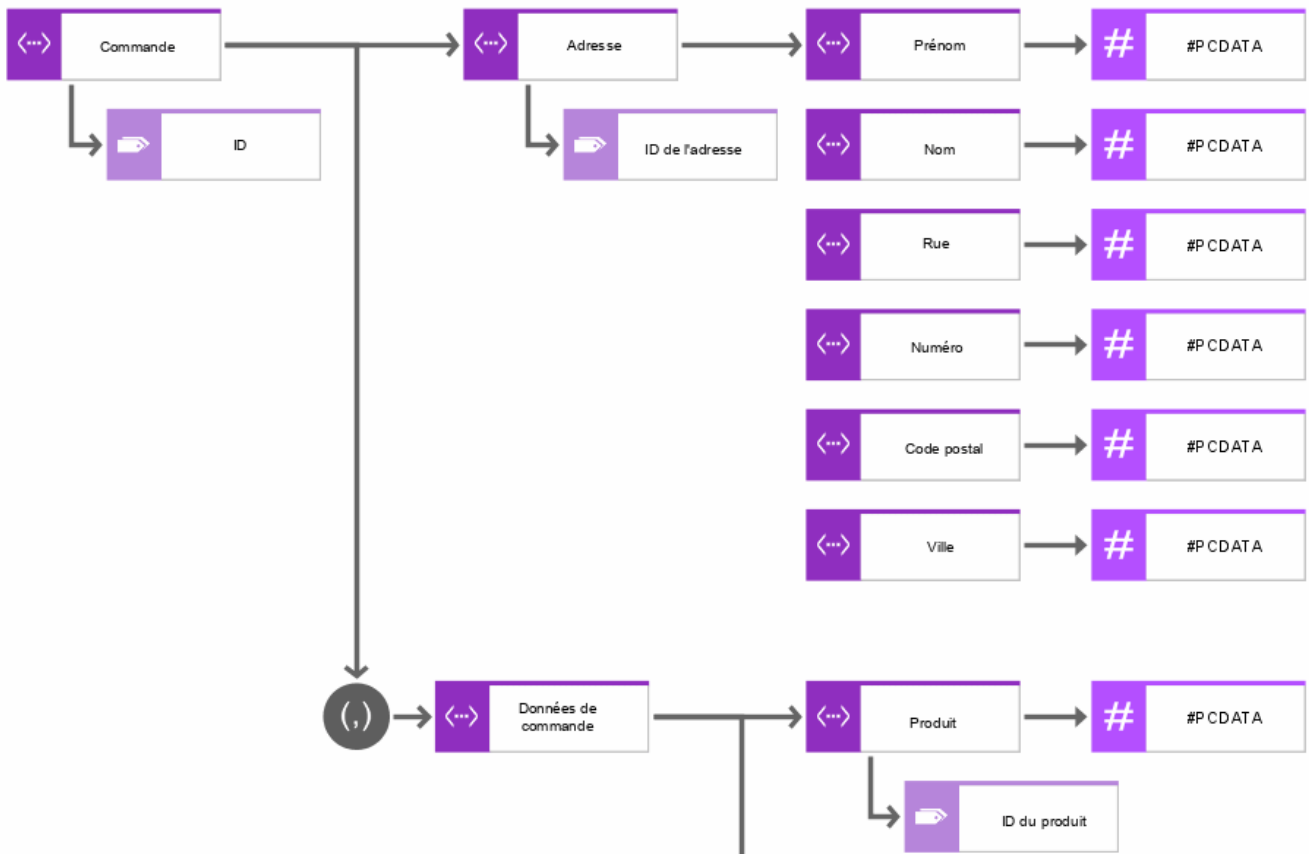 Commande
Adresse
Prénom
#PCDATA
ID
ID de l'adresse
Nom
#PCDATA
Rue
#PCDATA
Numéro
#PCDATA
Code postal
#PCDATA
Ville
#PCDATA
(,)
Données de
commande
Produit
#PCDATA
ID du produit